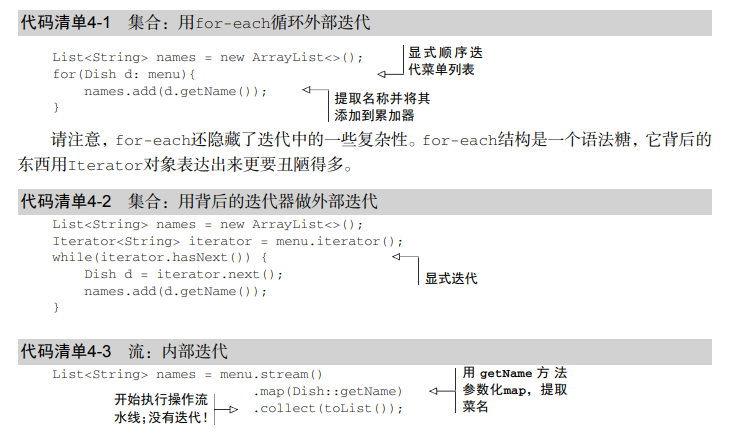 代码清单4-1 集合：用for-each循环外部迭代
List<String> names = new ArrayList<>();
for(Dish d: menu){
names.add(d.getName());
}
显式顺序迭
代菜单列表
提取名称并将其
添加到累加器
请注意，for-each还隐藏了迭代中的一些复杂性。for-each结构是一个语法糖，它背后的
东西用Iterator对象表达出来更要丑陋得多。
代码清单4-2 集合：用背后的迭代器做外部迭代
List<String> names = new ArrayList<>();
Iterator<String> iterator = menu.iterator();
while(iterator.hasNext()) {
Dish d = iterator.next();
names.add(d.getName());
}
显式迭代
代码清单4-3 流：内部迭代
List<String> names = menu.stream()
.map(Dish::getName)
.collect(toList());
用 getName 方法
参数化map，提取
菜名
开始执行操作流
水线；没有迭代！